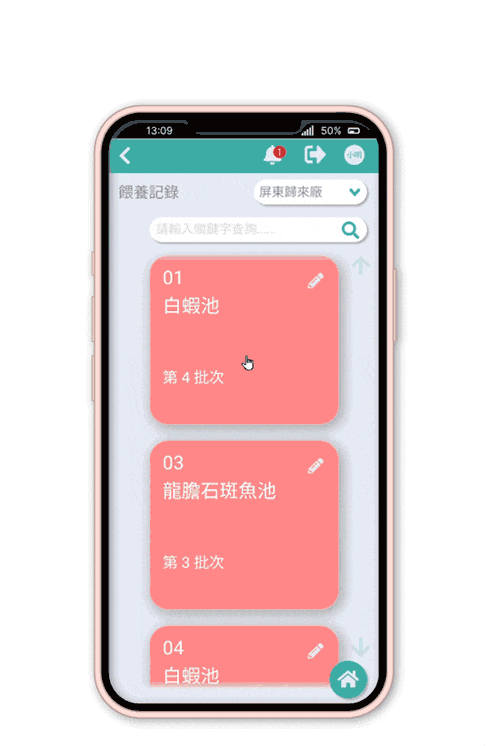 13:09
50%
1
小明
餵養記錄
屏東歸來廠
請輸入關鍵字查詢.....
01
白蝦池
第 4 批次
03
龍膽石斑魚池
第 3 批次
04
白蝦池